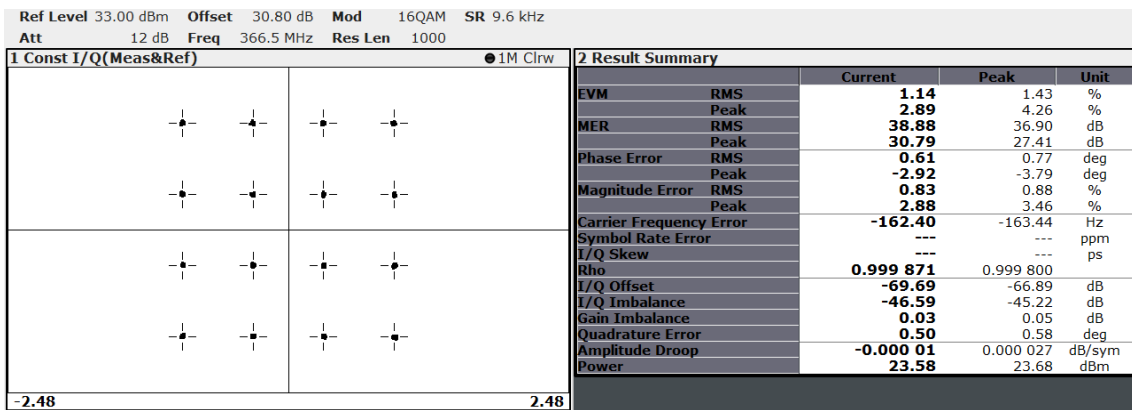 Ref Level 33.00 dBm Offset 30.80 dB Mod 16QAM SR 9.6 kHz
Att 12 dB Freq 366.5 MHz Res Len 1000
1 Const I/Q(Meas&Ref) 1M Clrw
-2.48 2.48
2 Result Summary
Current Peak Unit
EVM RMS 1.14 1.43 %
Peak 2.89 4.26 %
MER RMS 38.88 36.90 dB
Peak 30.79 27.41 dB
Phase Error RMS 0.61 0.77 deg
Peak -2.92 -3.79 deg
Magnitude Error RMS 0.83 0.88 %
Peak 2.88 3.46 %
Carrier Frequency Error -162.40 -163.44 Hz
Symbol Rate Error --- --- ppm
I/Q Skew --- --- ps
Rho 0.999 871 0.999 800
I/Q Offset -69.69 -66.89 dB
I/Q Imbalance -46.59 -45.22 dB
Gain Imbalance 0.03 0.05 dB
Quadrature Error 0.50 0.58 deg
Amplitude Droop -0.000 01 0.000 027 dB/sym
Power 23.58 23.68 dBm